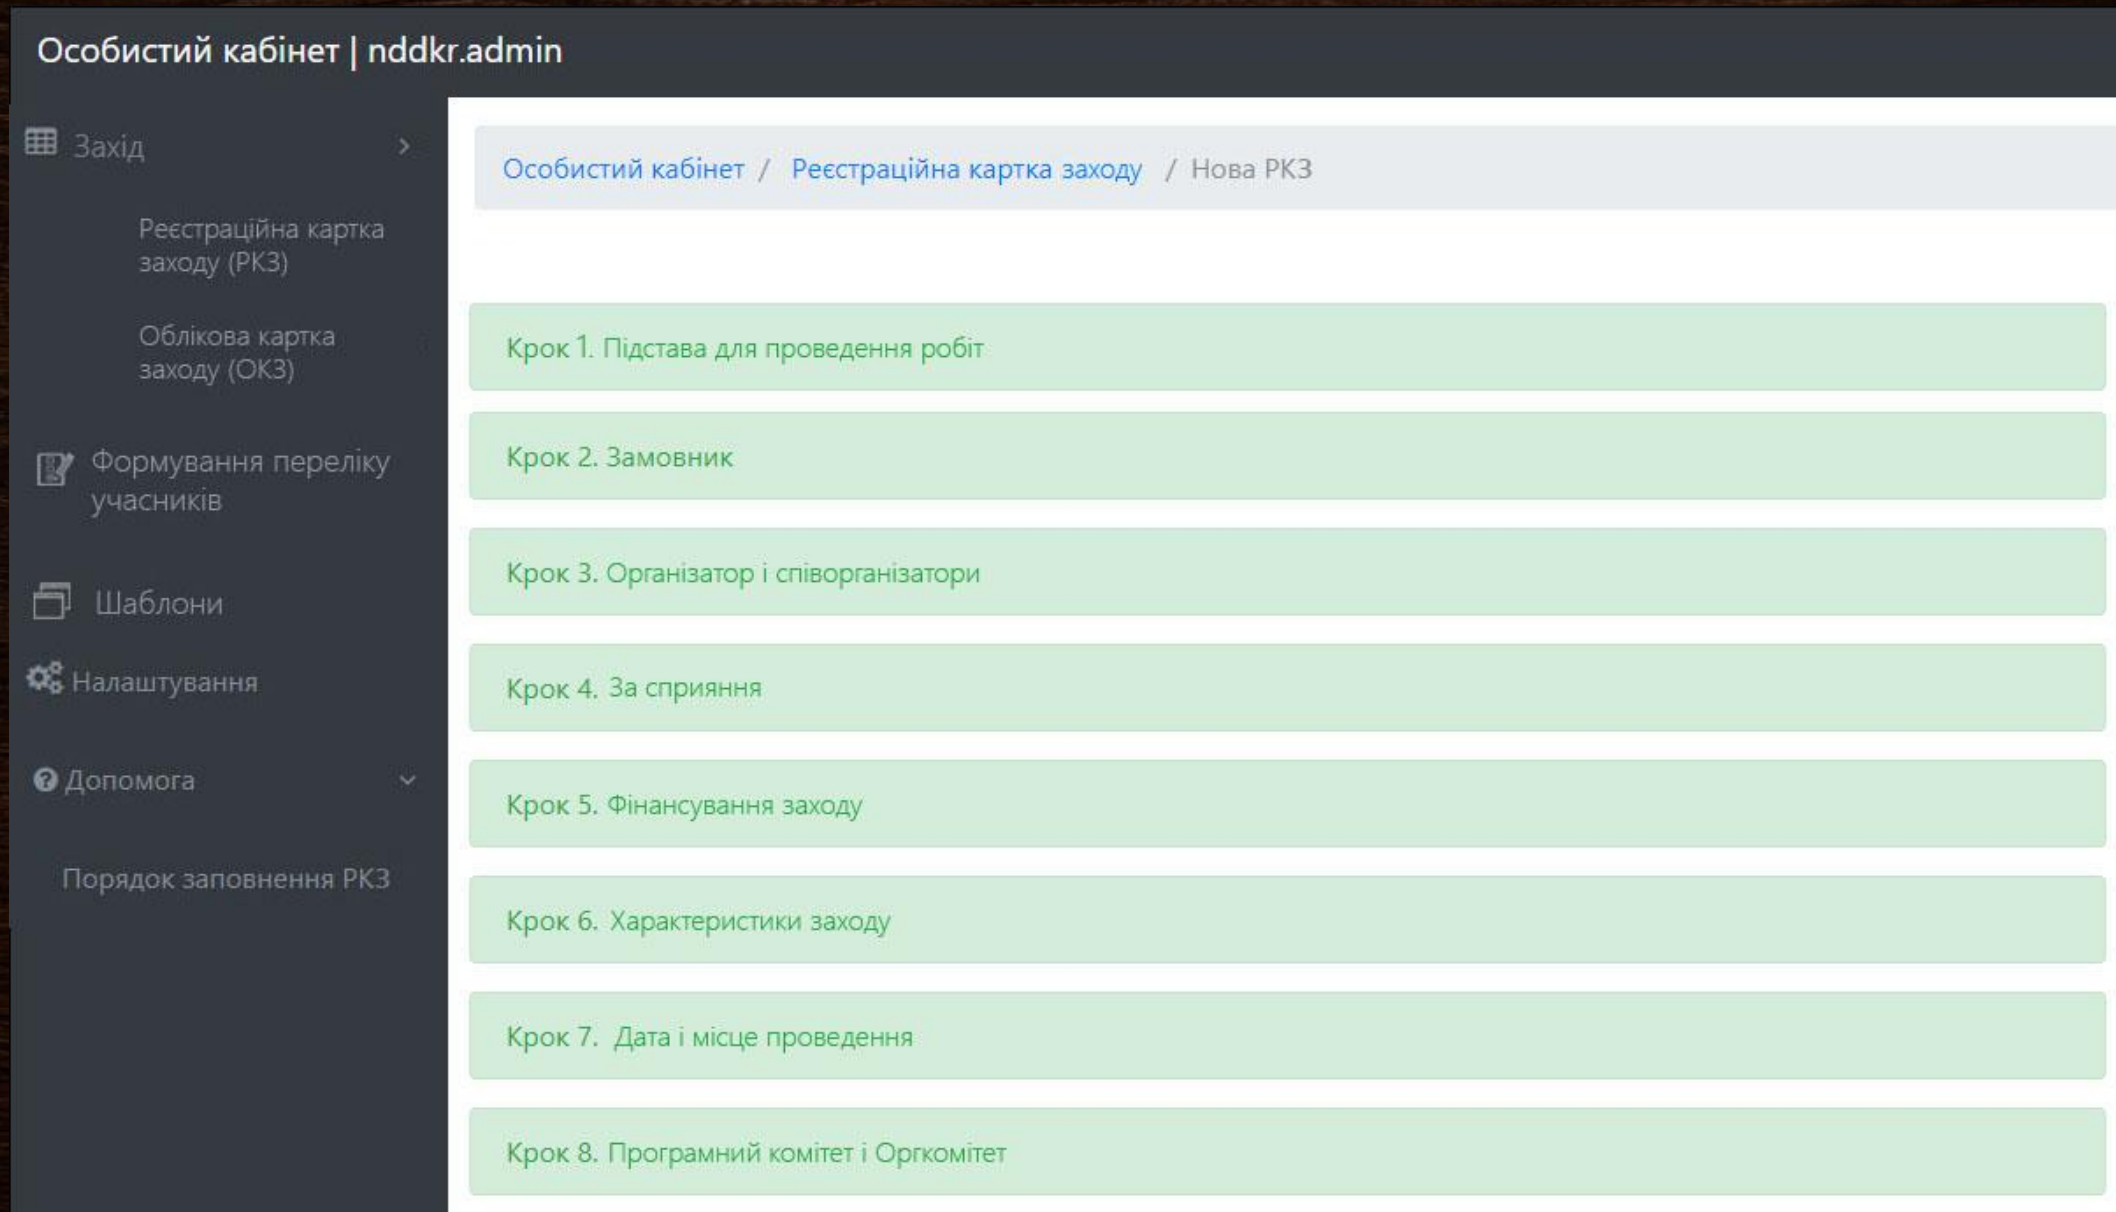 Особистий кабінет | nddkr.admin
Захід
Реєстраційна картка
заходу (РКЗ)
Облікова картка
заходу (ОКЗ)
Формування переліку
учасників
Шаблони
Налаштування
Допомога
Порядок заповнення РКЗ
Особистий кабінет / Реєстраційна картка заходу / Нова РКЗ
Крок 1. Підстава для проведення робіт
Крок 2. Замовник
Крок 3. Організатор і співорганізатори
Крок 4. За сприяння
Крок 5. Фінансування заходу
Крок 6. Характеристики заходу
Крок 7. Дата і місце проведення
Крок 8. Програмний комітет і Оргкомітет